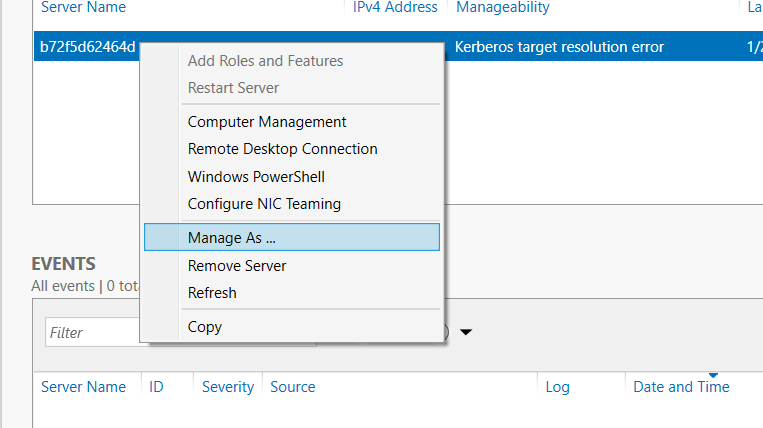 Server Name IPv4 Address Manageability La
b72f5d62464d Kerberos target resolution error 1/2
Add Roles and Features
Restart Server
Computer Management
Remote Desktop Connection
Windows PowerShell
Configure NIC Teaming
Manage As ...
Remove Server
Refresh
Copy
EVENTS
All events | 0 tota
Filter
Server Name ID Severity Source Log Date and Time